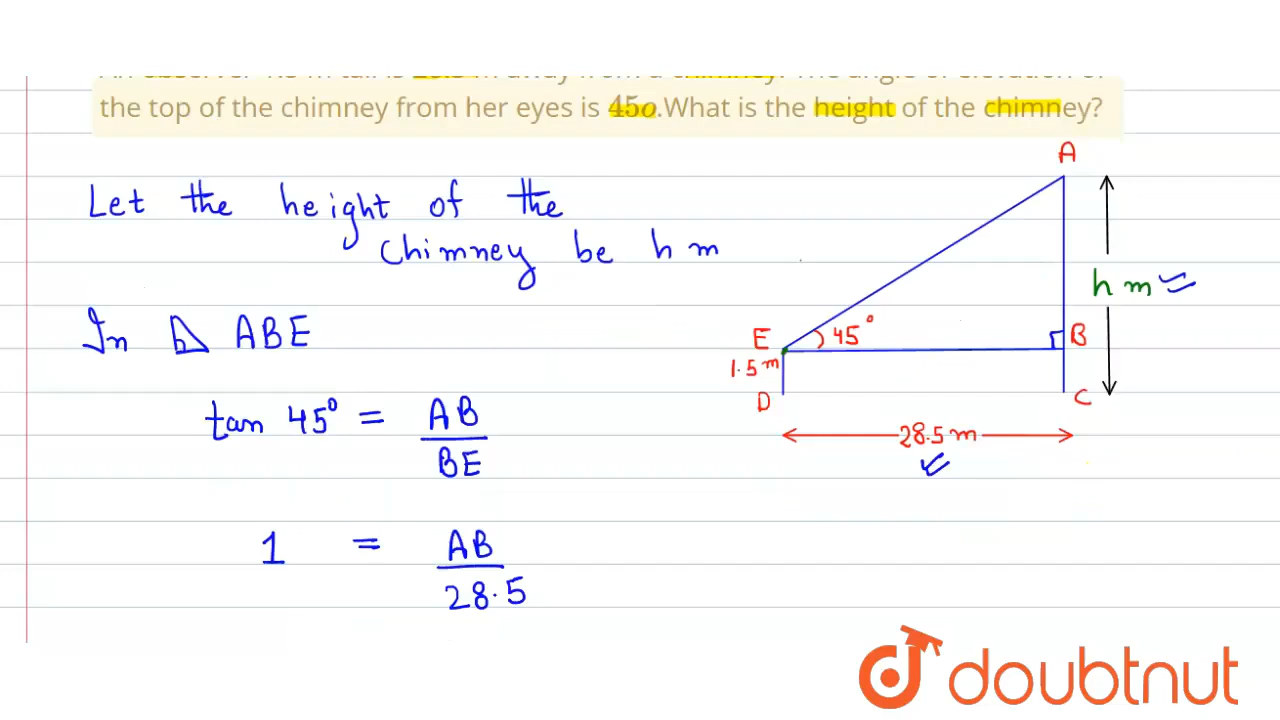 the top of the chimney from her eyes is 45o.What is the height of the chimney?
Let the height of the
chimney be h m
In ABE
tan 45° = AB
BE
1 = AB
28.5
A
h m
E
45°
B
1.5 m
D
C
28.5 m
doubtnut